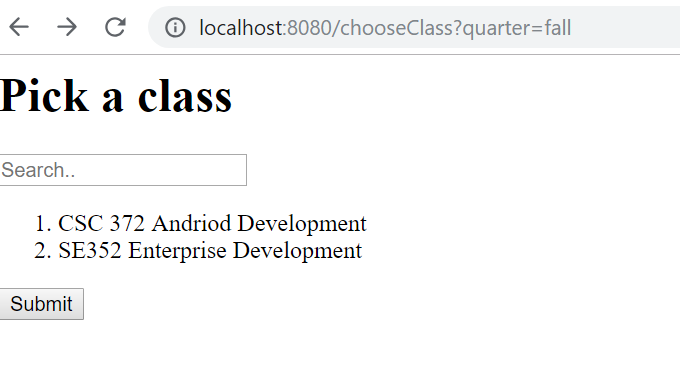 localhost:8080/chooseClass?quarter=fall
Pick a class
Search..
1. CSC 372 Andriod Development
2. SE352 Enterprise Development
Submit